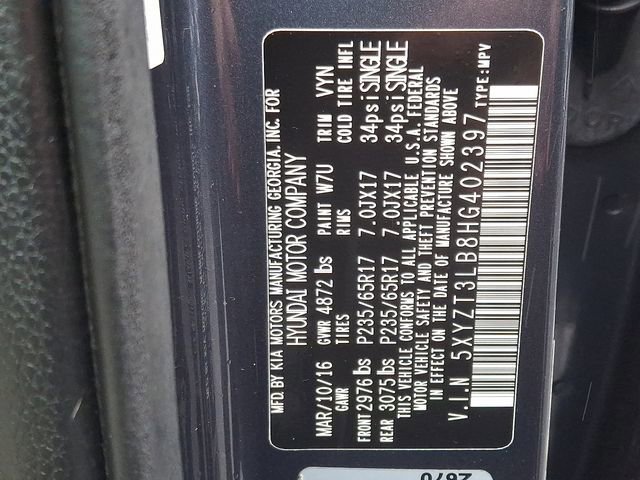 MFD. BY KIA MOTORS MANUFACTURING GEORGIA. INC. FOR
HYUNDAI MOTOR COMPANY
MAR/10/16 GVWR 4872 lbs PAINT W7U TRIM VYN
GAWR TIRES RIMS COLD TIRE INFL
FRONT 2976 lbs P235/65R17 7.0JX17 34psi SINGLE
REAR 3075 lbs P235/65R17 7.0JX17 34psi SINGLE
THIS VEHICLE CONFORMS TO ALL APPLICABLE U.S.A. FEDERAL
MOTOR VEHICLE SAFETY AND THEFT PREVENTION STANDARDS
IN EFFECT ON THE DATE OF MANUFACTURE SHOWN ABOVE
V.I.N 5XYZT3LB8HG402397 TYPE:MPV